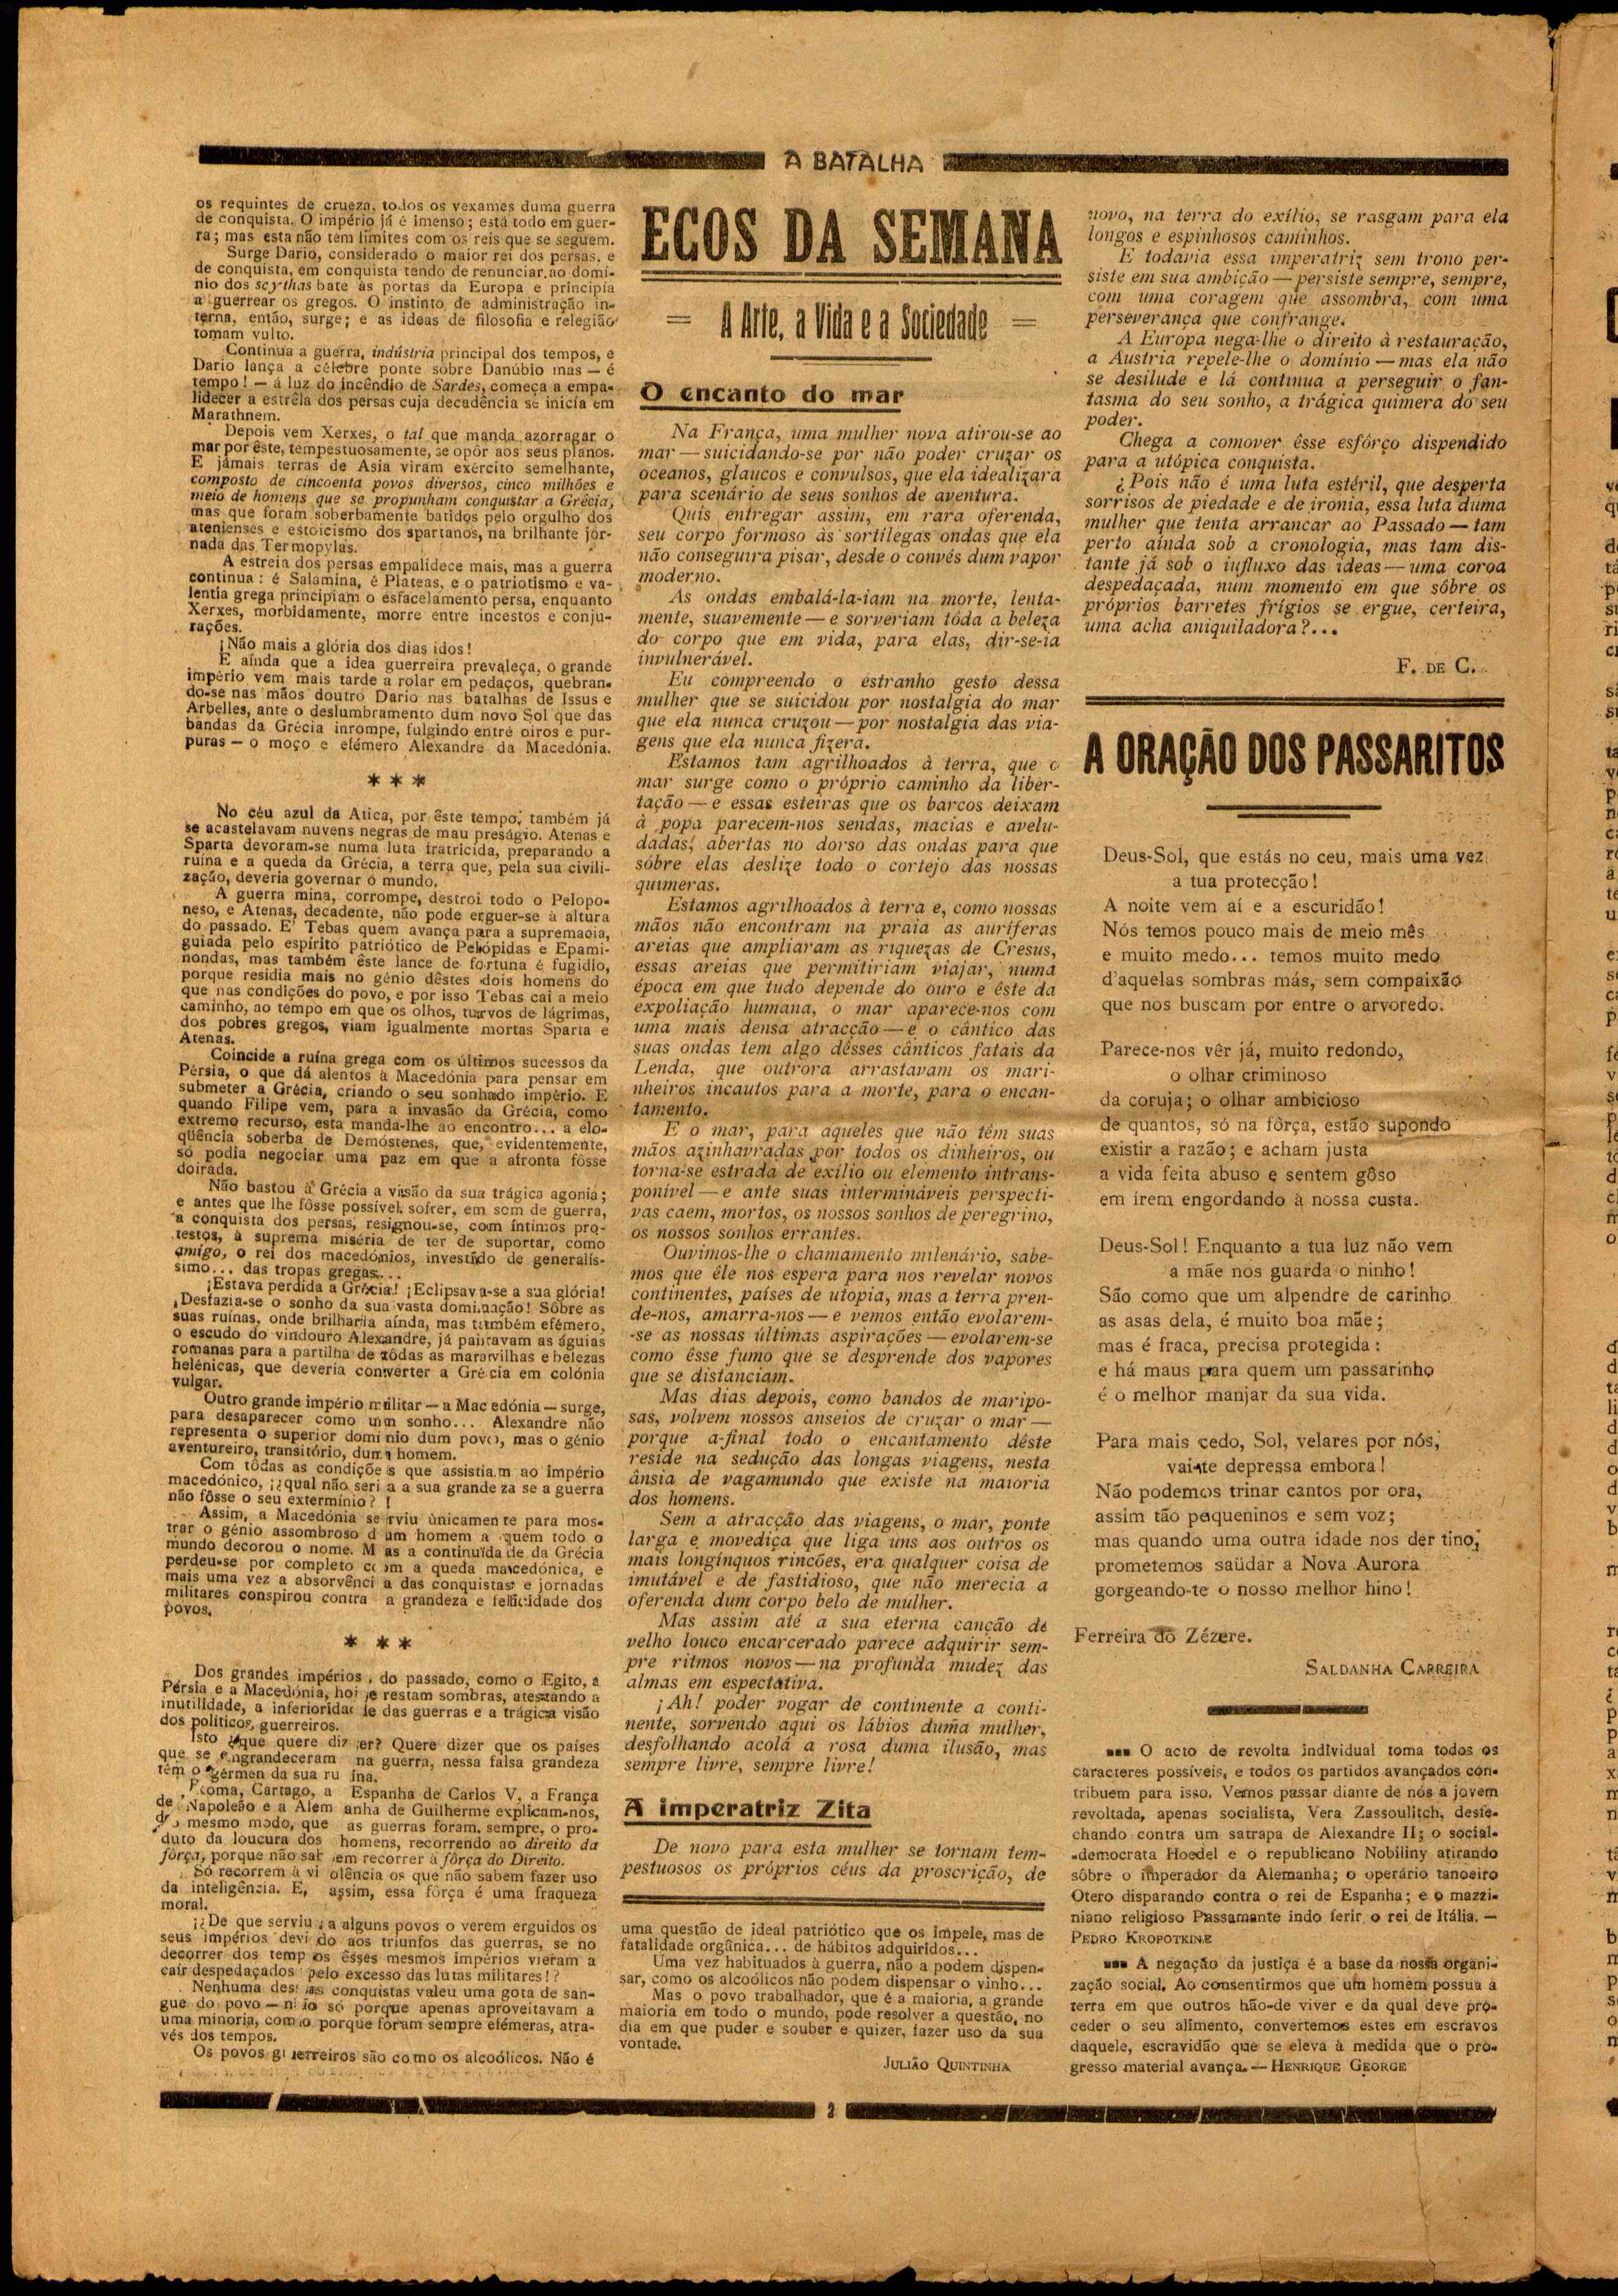 A BATALHA
os requintes de crueza, todos os vexames duma guerra
de conquista. O império já é imenso; está todo em guer-
ra; mas esta não tem limites com os reis que se seguem.
Surge Dario, considerado o maior rei dos persas, e
de conquista, em conquista tendo de renunciar ao domí-
nio dos scythas bate às portas da Europa e principía
a guerrear os gregos. O instinto de administração in-
terna, então, surge; e as ideas de filosofia e relegião
tomam vulto.
Continua a guerra, indústria principal dos tempos, e
Dario lança a célebre ponte sôbre Danúbio mas — é
tempo! — á luz do incêndio de Sardes, começa a empa-
lidecer a estrêla dos persas cuja decadência se inicía em
Marathnem.
Depois vem Xerxes, o tal que manda azorragar o
mar por êste, tempestuosamente, se opôr aos seus planos.
E jámais terras de Asia viram exército semelhante,
composto de cincoenta povos diversos, cinco milhões e
meio de homens que se propunham conquistar a Grécia,
mas que foram soberbamente batidos pelo orgulho dos
atenienses e estoicismo dos spartanos, na brilhante jor-
nada das Termopylas.
A estreia dos persas empalidece mais, mas a guerra
continua: é Salamina, é Plateas, e o patriotismo e va-
lentia grega principiam o esfacelamento persa, enquanto
Xerxes, morbidamente, morre entre incestos e conju-
rações.
¡Não mais a glória dos dias idos!
E ainda que a idea guerreira prevaleça, o grande
império vem mais tarde a rolar em pedaços, quebran-
do-se nas mãos doutro Dario nas batalhas de Issus e
Arbelles, ante o deslumbramento dum novo Sol que das
bandas da Grécia inrompe, fulgindo entre oiros e pur-
puras — o moço e efémero Alexandre da Macedónia.
* * *
No céu azul da Atica, por êste tempo, também já
se acastelavam nuvens negras de mau preságio. Atenas e
Sparta devoram-se numa luta fratricida, preparando a
ruína e a queda da Grécia, a terra que, pela sua civili-
zação, deveria governar o mundo.
A guerra mina, corrompe, destroi todo o Pelopo-
neso, e Atenas, decadente, não pode erguer-se à altura
do passado. E' Tebas quem avança para a supremacia,
guiada pelo espírito patriótico de Pelópidas e Epami-
nondas, mas também êste lance de fortuna é fugidio,
porque residia mais no génio dêstes dois homens do
que nas condições do povo, e por isso Tebas cai a meio
caminho, ao tempo em que os olhos, turvos de lágrimas,
dos pobres gregos, viam igualmente mortas Sparta e
Atenas.
Coincide a ruína grega com os últimos sucessos da
Pérsia, o que dá alentos à Macedónia para pensar em
submeter a Grécia, criando o seu sonhado império. E
quando Filipe vem, para a invasão da Grécia, como
extremo recurso, esta manda-lhe ao encontro... a elo-
qüência soberba de Demóstenes, que, evidentemente,
só podia negociar uma paz em que a afronta fôsse
doirada.
Não bastou à Grécia a visão da sua trágica agonia;
e antes que lhe fôsse possível sofrer, em som de guerra,
a conquista dos persas, resignou-se, com íntimos pro-
testos, à suprema miséria de ter de suportar, como
amigo, o rei dos macedónios, investido de generalís-
simo... das tropas gregas...
¡Estava perdida a Grécia! ¡Eclipsava-se a sua glória!
¡Desfazia-se o sonho da sua vasta dominação! Sôbre as
suas ruínas, onde brilharia aínda, mas também efémero,
o escudo do vindouro Alexandre, já pairavam as águias
romanas para a partilha de tôdas as maravilhas e belezas
helénicas, que deveria converter a Grécia em colónia
vulgar.
Outro grande império militar — a Macedónia — surge,
para desaparecer como um sonho... Alexandre não
representa o superior domínio dum povo, mas o génio
aventureiro, transitório, dum homem.
Com tôdas as condições que assistiam ao império
macedónico, ¡¿qual não seria a sua grandeza se a guerra
não fôsse o seu extermínio?!
Assim, a Macedónia serviu ùnicamente para mos-
trar o génio assombroso dum homem a quem todo o
mundo decorou o nome. Mas a continuïdade da Grécia
perdeu-se por completo com a queda macedónica, e
mais uma vez a absorvência das conquistas e jornadas
militares conspirou contra a grandeza e felicidade dos
povos.
* * *
Dos grandes impérios do passado, como o Egito, a
Pérsia e a Macedónia, hoje restam sombras, atestando a
inutilidade, a inferioridade das guerras e a trágica visão
dos políticos guerreiros.
Isto ¿que quere dizer? Quere dizer que os países
que se engrandeceram na guerra, nessa falsa grandeza
têm o gérmen da sua ruína.
Roma, Cartago, a Espanha de Carlos V, a França
de Napoleão e a Alemanha de Guilherme explicam-nos,
do mesmo modo, que as guerras foram, sempre, o pro-
duto da loucura dos homens, recorrendo ao direito da
fôrça, porque não sabem recorrer à fôrça do Direito.
Só recorrem à violência os que não sabem fazer uso
da inteligência. E, assim, essa fôrça é uma fraqueza
moral.
¡¿De que serviu a alguns povos o verem erguidos os
seus impérios devido aos triunfos das guerras, se no
decorrer dos tempos êsses mesmos impérios vieram a
caír despedaçados pelo excesso das lutas militares!?
Nenhuma dessas conquistas valeu uma gota de san-
gue do povo — não só porque apenas aproveitavam a
uma minoria, como porque foram sempre efémeras, atra-
vés dos tempos.
Os povos guerreiros são como os alcoólicos. Não é
ECOS DA SEMANA
= A Arte, a Vida e a Sociedade =
O encanto do mar
Na França, uma mulher nova atirou-se ao
mar — suicidando-se por não poder cruzar os
oceanos, glaucos e convulsos, que ela idealizara
para scenário de seus sonhos de aventura.
Quis entregar assim, em rara oferenda,
seu corpo formoso às sortílegas ondas que ela
não conseguira pisar, desde o convés dum vapor
moderno.
As ondas embalá-la-iam na morte, lenta-
mente, suavemente — e sorveriam tôda a beleza
do corpo que em vida, para elas, dir-se-ia
invulnerável.
Eu compreendo o estranho gesto dessa
mulher que se suicidou por nostalgia do mar
que ela nunca cruzou — por nostalgia das via-
gens que ela nunca fizera.
Estamos tam agrilhoados à terra, que o
mar surge como o próprio caminho da liber-
tação — e essas esteiras que os barcos deixam
à popa parecem-nos sendas, macias e avelu-
dadas, abertas no dorso das ondas para que
sôbre elas deslize todo o cortejo das nossas
quimeras.
Estamos agrilhoados à terra e, como nossas
mãos não encontram na praia as auríferas
areias que ampliaram as riquezas de Cresus,
essas areias que permitiriam viajar, numa
época em que tudo depende do ouro e êste da
expoliação humana, o mar aparece-nos com
uma mais densa atracção — e o cântico das
suas ondas tem algo dêsses cânticos fatais da
Lenda, que outrora arrastavam os mari-
nheiros incautos para a morte, para o encan-
tamento.
E o mar, para aqueles que não têm suas
mãos azinhavradas por todos os dinheiros, ou
torna-se estrada de exílio ou elemento intrans-
ponível — e ante suas intermináveis perspecti-
vas caem, mortos, os nossos sonhos de peregrino,
os nossos sonhos errantes.
Ouvimos-lhe o chamamento milenário, sabe-
mos que êle nos espera para nos revelar novos
continentes, países de utopia, mas a terra pren-
de-nos, amarra-nos — e vemos então evolarem-
-se as nossas últimas aspirações — evolarem-se
como êsse fumo que se desprende dos vapores
que se distanciam.
Mas dias depois, como bandos de maripo-
sas, volvem nossos anseios de cruzar o mar —
porque a-final todo o encantamento dêste
reside na sedução das longas viagens, nesta
ânsia de vagamundo que existe na maioria
dos homens.
Sem a atracção das viagens, o mar, ponte
larga e movediça que liga uns aos outros os
mais longínquos rincões, era qualquer coisa de
imutável e de fastidioso, que não merecia a
oferenda dum corpo belo de mulher.
Mas assim até a sua eterna canção de
velho louco encarcerado parece adquirir sem-
pre ritmos novos — na profunda mudez das
almas em espectativa.
¡Ah! poder vogar de continente a conti-
nente, sorvendo aqui os lábios duma mulher,
desfolhando acolá a rosa duma ilusão, mas
sempre livre, sempre livre!
A imperatriz Zita
De novo para esta mulher se tornam tem-
pestuosos os próprios céus da proscrição, de
uma questão de ideal patriótico que os impele, mas de
fatalidade orgânica... de hábitos adquiridos...
Uma vez habituados à guerra, não a podem dispen-
sar, como os alcoólicos não podem dispensar o vinho...
Mas o povo trabalhador, que é a maioria, a grande
maioria em todo o mundo, pode resolver a questão, no
dia em que puder e souber e quizer, fazer uso da sua
vontade.
JULIÃO QUINTINHA
novo, na terra do exílio, se rasgam para ela
longos e espinhosos caminhos.
E todavia essa imperatriz sem trono per-
siste em sua ambição — persiste sempre, sempre,
com uma coragem que assombra, com uma
perseverança que confrange.
A Europa nega-lhe o direito à restauração,
a Austria repele-lhe o domínio — mas ela não
se desilude e lá continua a perseguir o fan-
tasma do seu sonho, a trágica quimera do seu
poder.
Chega a comover êsse esfôrço dispendido
para a utópica conquista.
¿Pois não é uma luta estéril, que desperta
sorrisos de piedade e de ironia, essa luta duma
mulher que tenta arrancar ao Passado — tam
perto ainda sob a cronologia, mas tam dis-
tante já sob o influxo das ideas — uma coroa
despedaçada, num momento em que sôbre os
próprios barretes frígios se ergue, certeira,
uma acha aniquiladora?...
F. DE C.
A ORAÇÃO DOS PASSARITOS
Deus-Sol, que estás no ceu, mais uma vez
a tua protecção!
A noite vem aí e a escuridão!
Nós temos pouco mais de meio mês
e muito medo... temos muito medo
d'aquelas sombras más, sem compaixão
que nos buscam por entre o arvoredo.
Parece-nos vêr já, muito redondo,
o olhar criminoso
da coruja; o olhar ambicioso
de quantos, só na fôrça, estão supondo
existir a razão; e acham justa
a vida feita abuso e sentem gôso
em irem engordando à nossa custa.
Deus-Sol! Enquanto a tua luz não vem
a mãe nos guarda o ninho!
São como que um alpendre de carinho
as asas dela, é muito boa mãe;
mas é fraca, precisa protegida:
e há maus para quem um passarinho
é o melhor manjar da sua vida.
Para mais cedo, Sol, velares por nós,
vai-te depressa embora!
Não podemos trinar cantos por ora,
assim tão pequeninos e sem voz;
mas quando uma outra idade nos der tino,
prometemos saüdar a Nova Aurora
gorgeando-te o nosso melhor hino!
Ferreira do Zézere.
SALDANHA CARREIRA
▪▪▪ O acto de revolta individual toma todos os
caracteres possíveis, e todos os partidos avançados con-
tribuem para isso. Vemos passar diante de nós a jovem
revoltada, apenas socialista, Vera Zassoulitch, desfe-
chando contra um satrapa de Alexandre II; o social-
-democrata Hoedel e o republicano Nobiliny atirando
sôbre o imperador da Alemanha; o operário tanoeiro
Otero disparando contra o rei de Espanha; e o mazzi-
niano religioso Passamante indo ferir o rei de Itália. —
PEDRO KROPOTKINE
▪▪▪ A negação da justiça é a base da nossa organi-
zação social. Ao consentirmos que um homem possua a
terra em que outros hão-de viver e da qual deve pro-
ceder o seu alimento, convertemos estes em escravos
daquele, escravidão que se eleva à medida que o pro-
gresso material avança. — HENRIQUE GEORGE
2